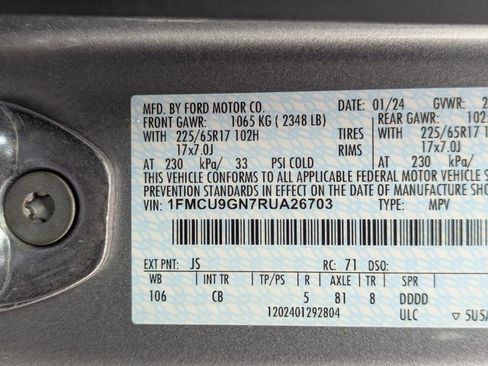 MFD. BY FORD MOTOR CO. DATE: 01/24 GVWR:
FRONT GAWR: 1065 KG ( 2348 LB) REAR GAWR: 102
WITH 225/65R17 102H TIRES WITH 225/65R17
17x7.0J RIMS 17x7.0J
AT 230 kPa/ 33 PSI COLD AT 230 kPa/
THIS VEHICLE CONFORMS TO ALL APPLICABLE FEDERAL MOTOR VEHICLE
PREVENTION STANDARDS IN EFFECT ON THE DATE OF MANUFACTURE
VIN: 1FMCU9GN7RUA26703 TYPE: MPV
EXT PNT: JS RC: 71 DSO:
WB INT TR TP/PS R AXLE TR SPR
106 CB 5 81 8 DDDD
1202401292804 ULC ▽ 5U5A